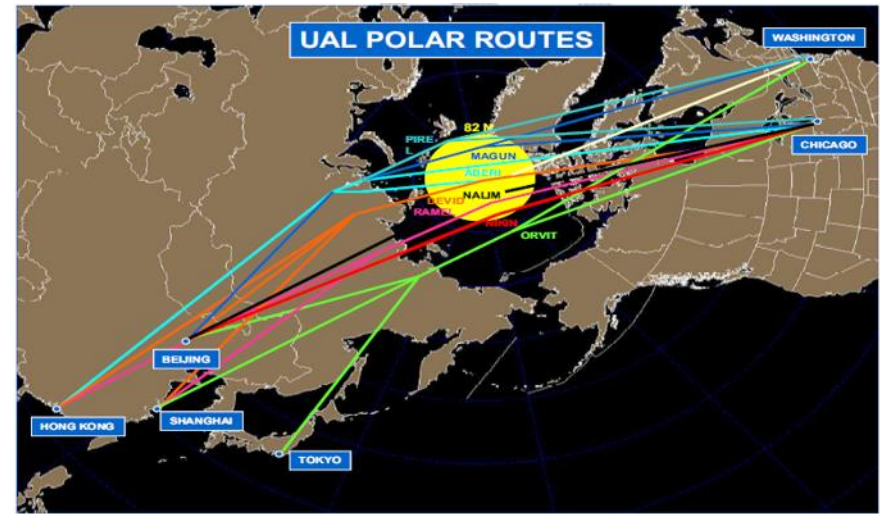 UAL POLAR ROUTES
WASHINGTON
82 N
PIRE
L
CHICAGO
MAGUN
ABERI
NALIM
DEVID
RAMEL
NIKIN
ORVIT
BEIJING
HONG KONG
SHANGHAI
TOKYO